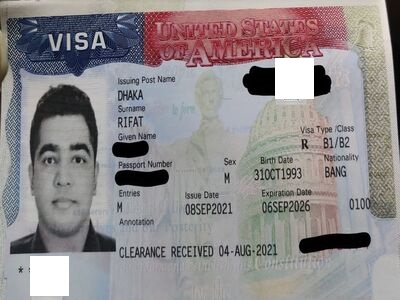 VISA
UNITED STATES
OF AMERICA
Issuing Post Name
DHAKA
Surname
RIFAT
Given Name
Visa Type /Class
R B1/B2
Passport Number
Sex
M
Birth Date
31OCT1993
Nationality
BANG
Entries
M
Issue Date
08SEP2021
Expiration Date
06SEP2026
0100
Annotation
CLEARANCE RECEIVED 04-AUG-2021
* *